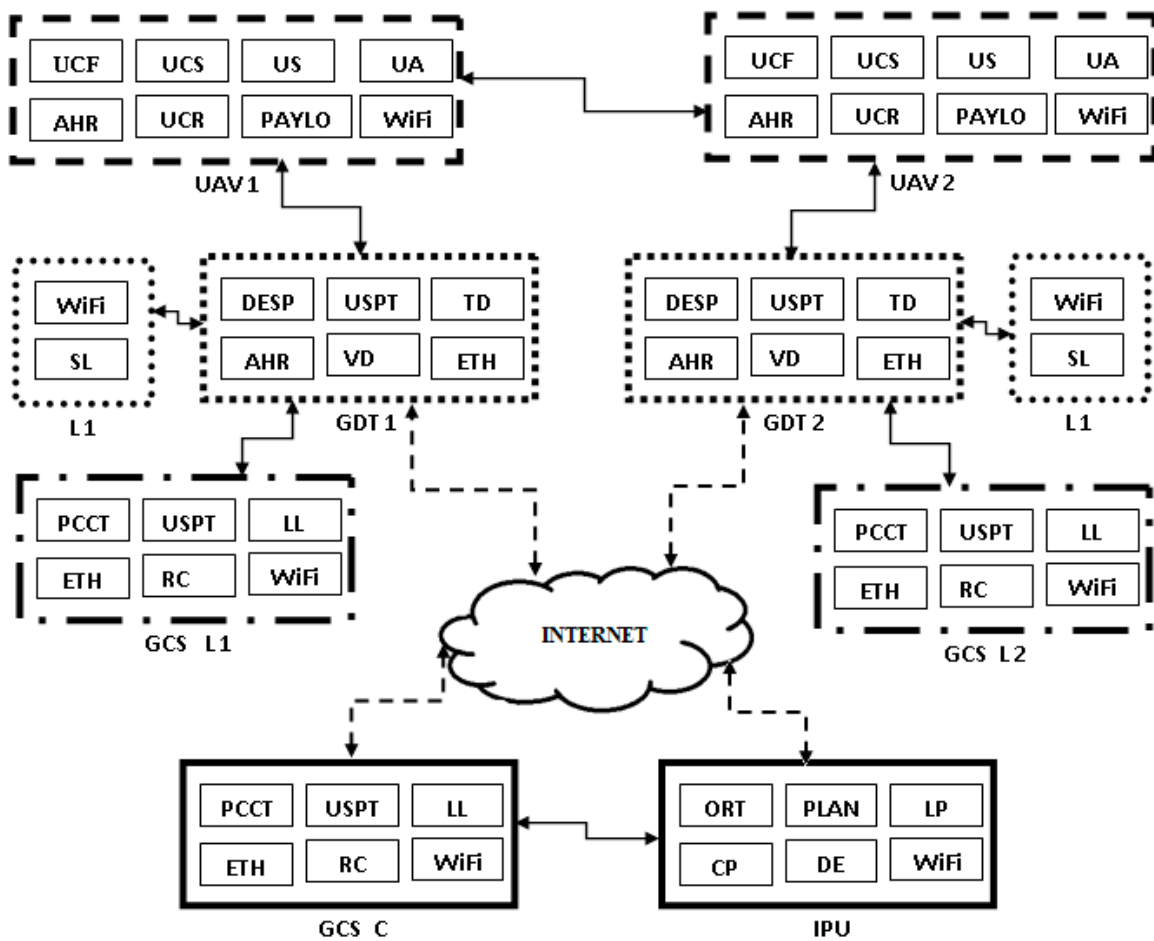 UCF UCS US UA
AHR UCR PAYLO WiFi
UAV 1
UCF UCS US UA
AHR UCR PAYLO WiFi
UAV 2
WiFi
SL
L1
DESP USPT TD
AHR VD ETH
GDT 1
DESP USPT TD
AHR VD ETH
GDT 2
WiFi
SL
L1
PCCT USPT LL
ETH RC WiFi
GCS L1
INTERNET
PCCT USPT LL
ETH RC WiFi
GCS L2
PCCT USPT LL
ETH RC WiFi
GCS C
ORT PLAN LP
CP DE WiFi
IPU